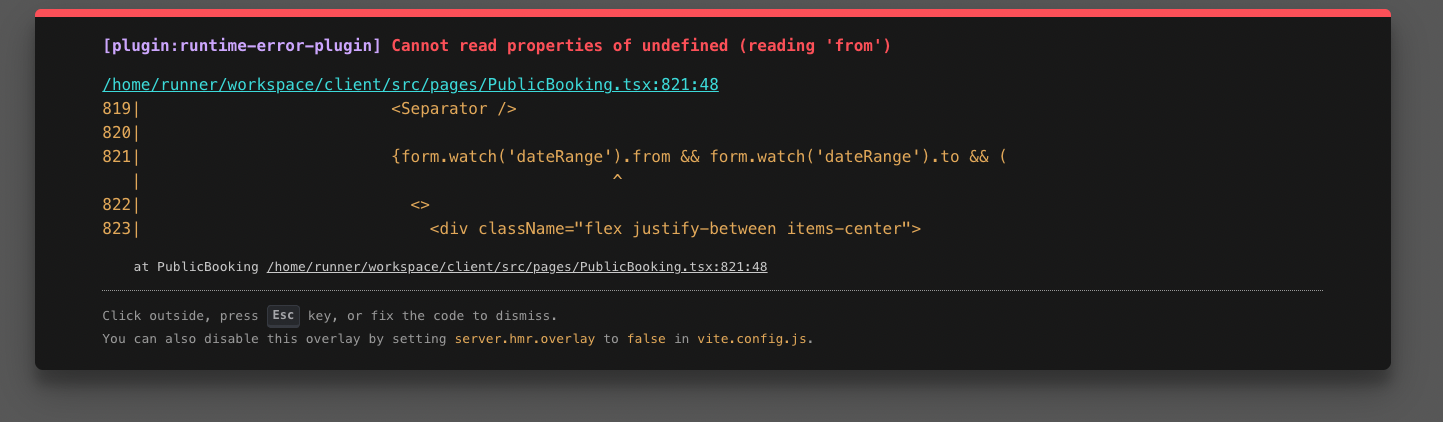 [plugin:runtime-error-plugin] Cannot read properties of undefined (reading 'from')
/home/runner/workspace/client/src/pages/PublicBooking.tsx:821:48
819|                          <Separator />
820|
821|                          {form.watch('dateRange').from && form.watch('dateRange').to && (
   |                                                 ^
822|                            <>
823|                              <div className="flex justify-between items-center">
at PublicBooking /home/runner/workspace/client/src/pages/PublicBooking.tsx:821:48
Click outside, press Esc key, or fix the code to dismiss.
You can also disable this overlay by setting server.hmr.overlay to false in vite.config.js.